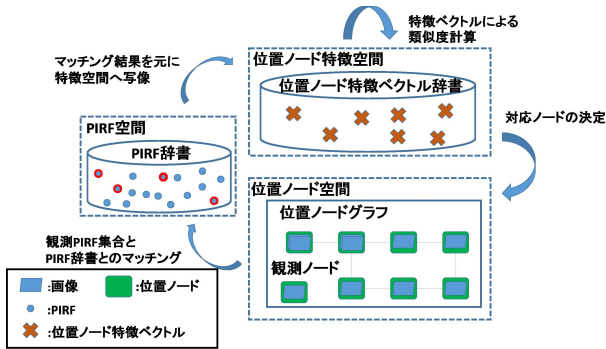 特徴ベクトルによる
類似度計算
マッチング結果を元に
特徴空間へ写像
位置ノード特徴空間
位置ノード特徴ベクトル辞書
対応ノードの決定
PIRF空間
PIRF辞書
位置ノード空間
位置ノードグラフ
観測ノード
観測PIRF集合と
PIRF辞書とのマッチング
:画像
:位置ノード
:PIRF
:位置ノード特徴ベクトル